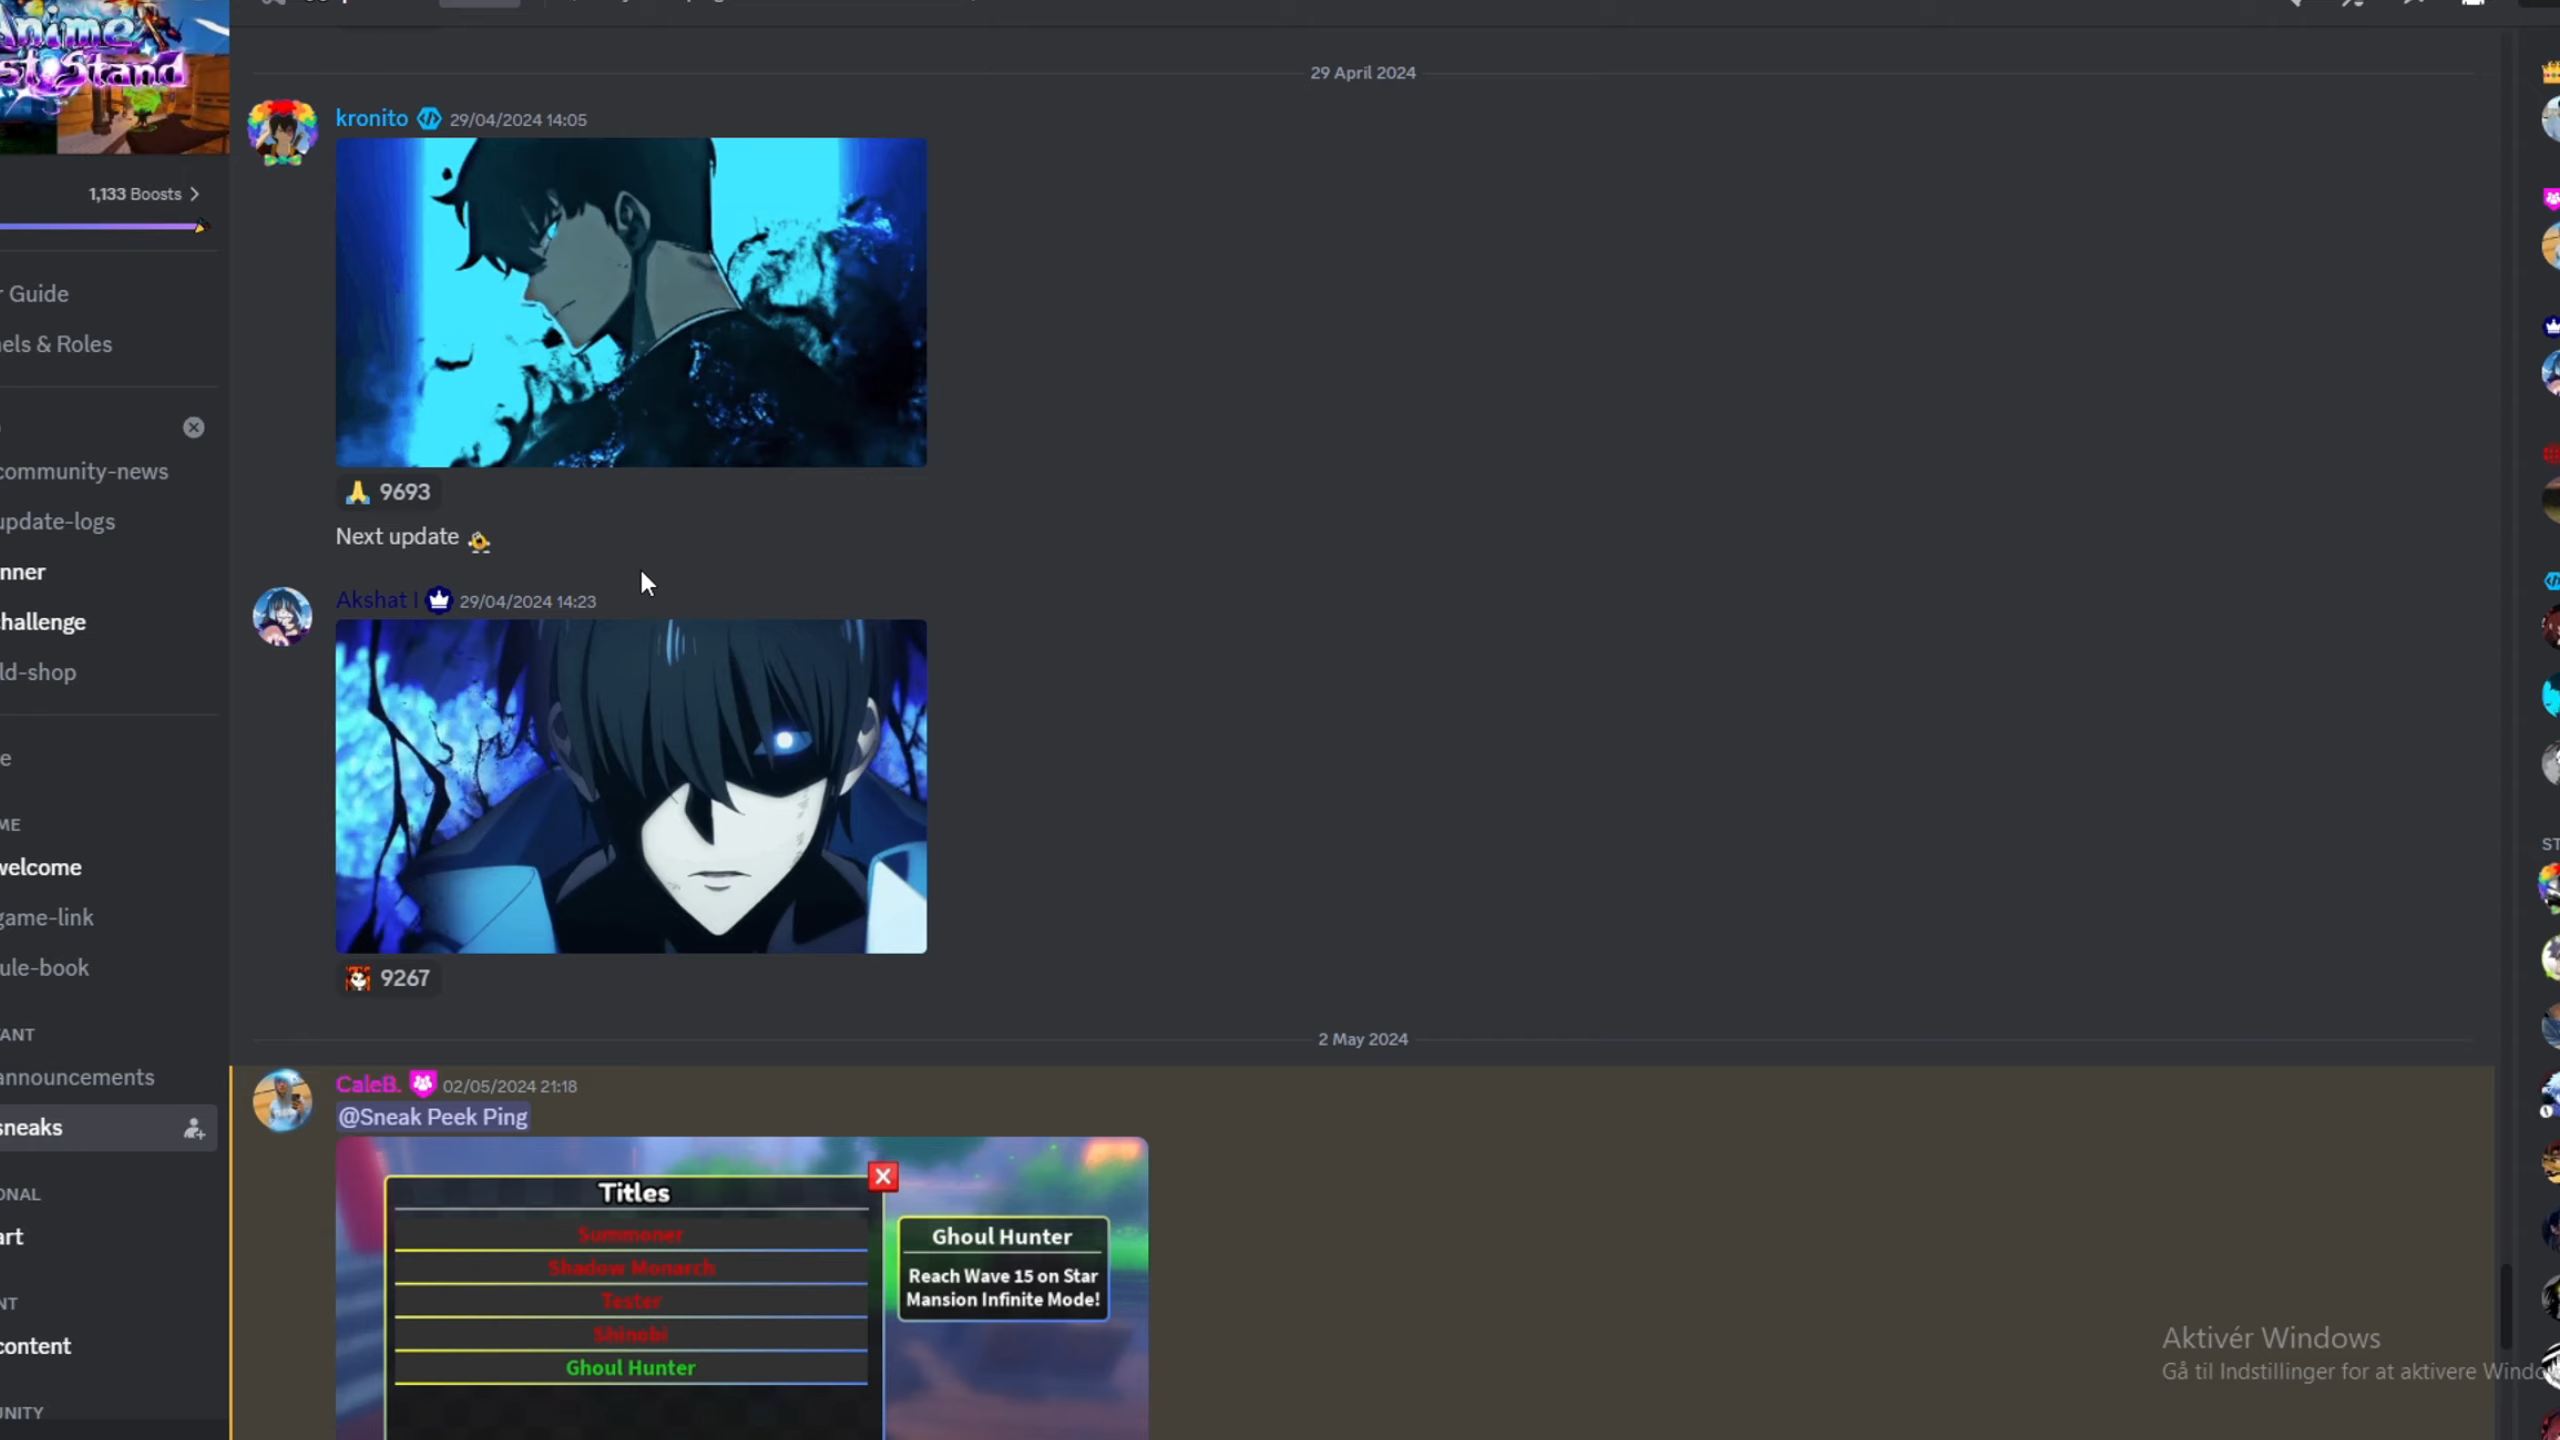 Anime
st Stand
1,133 Boosts
r Guide
els & Roles
community-news
update-logs
nner
hallenge
ld-shop
e
ME
welcome
game-link
ule-book
ANT
announcements
sneaks
ONAL
art
NT
content
UNITY
29 April 2024
kronito 29/04/2024 14:05
9693
Next update
Akshat I 29/04/2024 14:23
9267
2 May 2024
CaleB. 02/05/2024 21:18
@Sneak Peek Ping
Titles
Summoner
Shadow Monarch
Tester
Shinobi
Ghoul Hunter
Ghoul Hunter
Reach Wave 15 on Star
Mansion Infinite Mode!
ST
Aktivér Windows
Gå til Indstillinger for at aktivere Windo